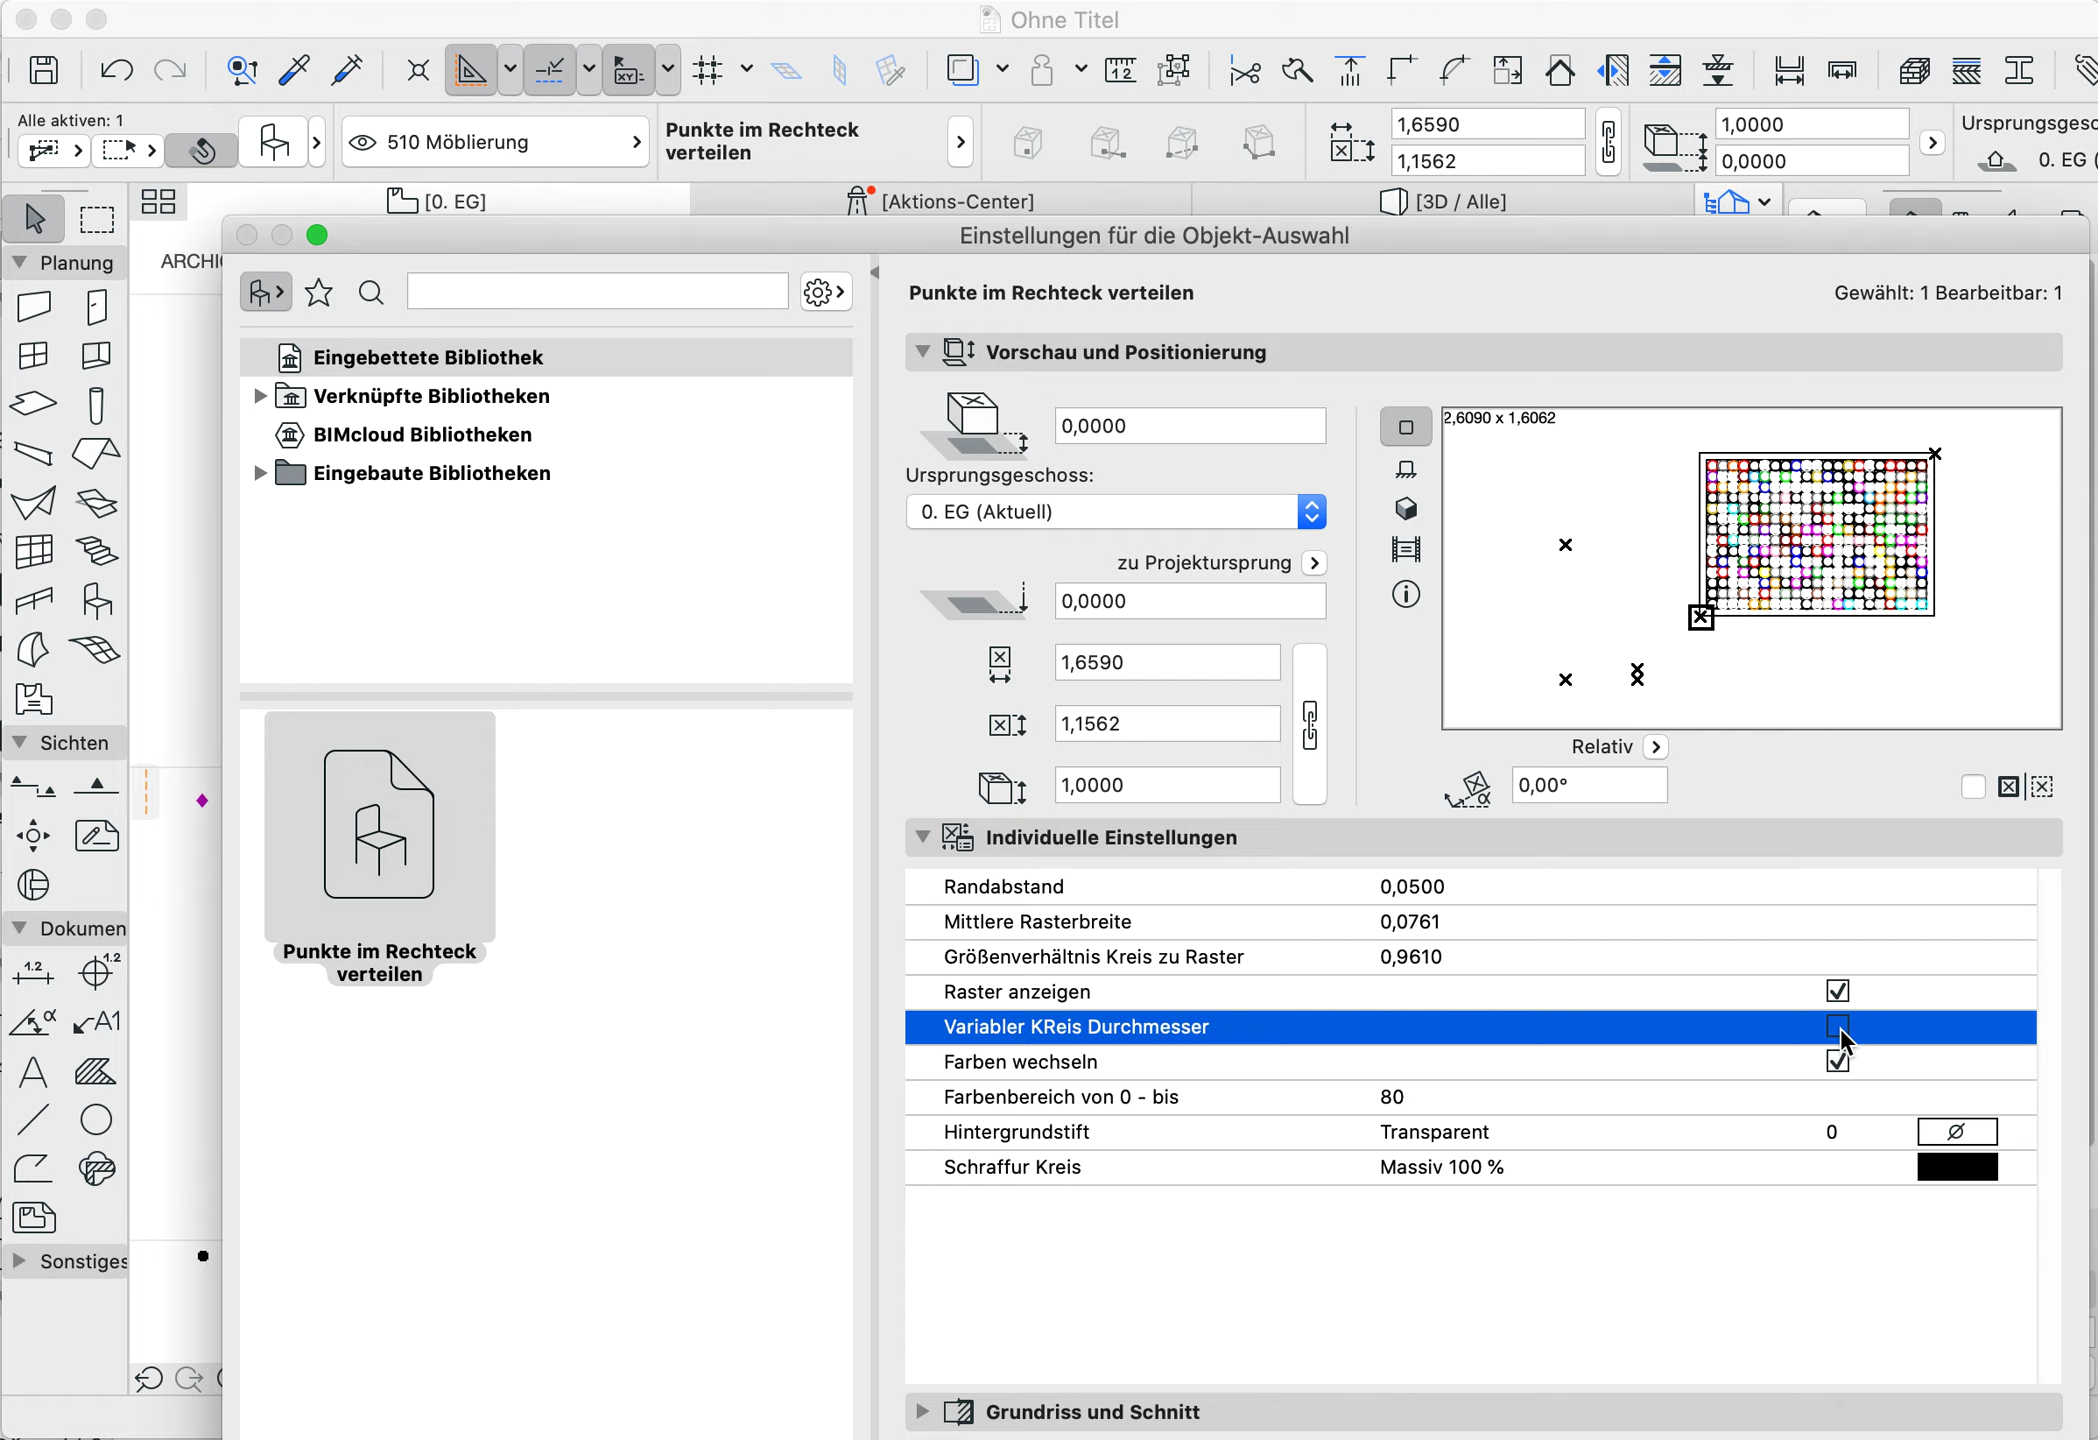 Ohne Titel
Alle aktiven: 1
510 Möblierung
Punkte im Rechteck
verteilen
1,6590
1,1562
1,0000
0,0000
Ursprungsgesc
0. EG (
[0. EG]
[Aktions-Center]
[3D / Alle]
Planung
ARCHI
Einstellungen für die Objekt-Auswahl
Punkte im Rechteck verteilen
Gewählt: 1 Bearbeitbar: 1
Eingebettete Bibliothek
Verknüpfte Bibliotheken
BIMcloud Bibliotheken
Eingebaute Bibliotheken
Vorschau und Positionierung
0,0000
2,6090 x 1,6062
Ursprungsgeschoss:
0. EG (Aktuell)
zu Projektursprung
0,0000
1,6590
1,1562
1,0000
Relativ
0,00°
Sichten
Dokumen
Sonstiges
1.2
1.2
α
A1
A
Punkte im Rechteck
verteilen
Individuelle Einstellungen
Randabstand 0,0500
Mittlere Rasterbreite 0,0761
Größenverhältnis Kreis zu Raster 0,9610
Raster anzeigen
Variabler KReis Durchmesser
Farben wechseln
Farbenbereich von 0 - bis 80
Hintergrundstift Transparent 0
Schraffur Kreis Massiv 100 %
Grundriss und Schnitt